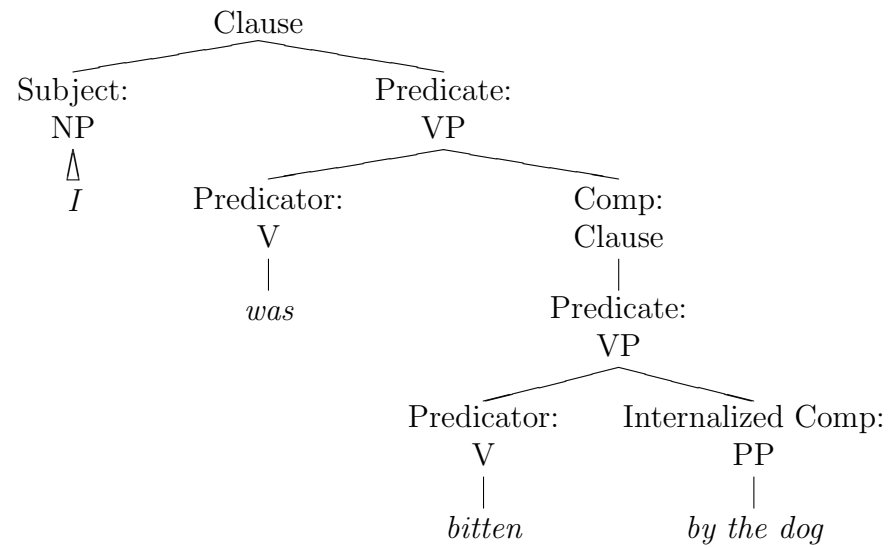 Clause
Subject: Predicate:
NP VP
I Predicator: Comp:
V Clause
was Predicate:
VP
Predicator: Internalized Comp:
V PP
bitten by the dog